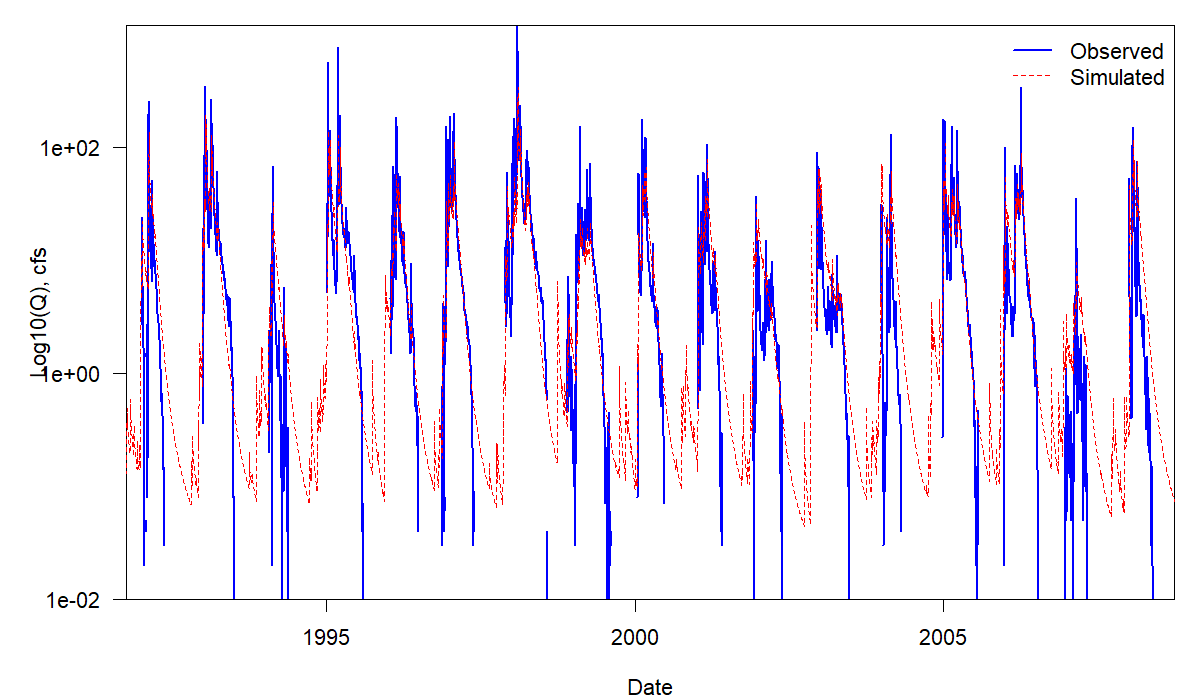 Observed
Simulated
1e+02
1e+00
1e-02
Log10(Q), cfs
1995
2000
2005
Date